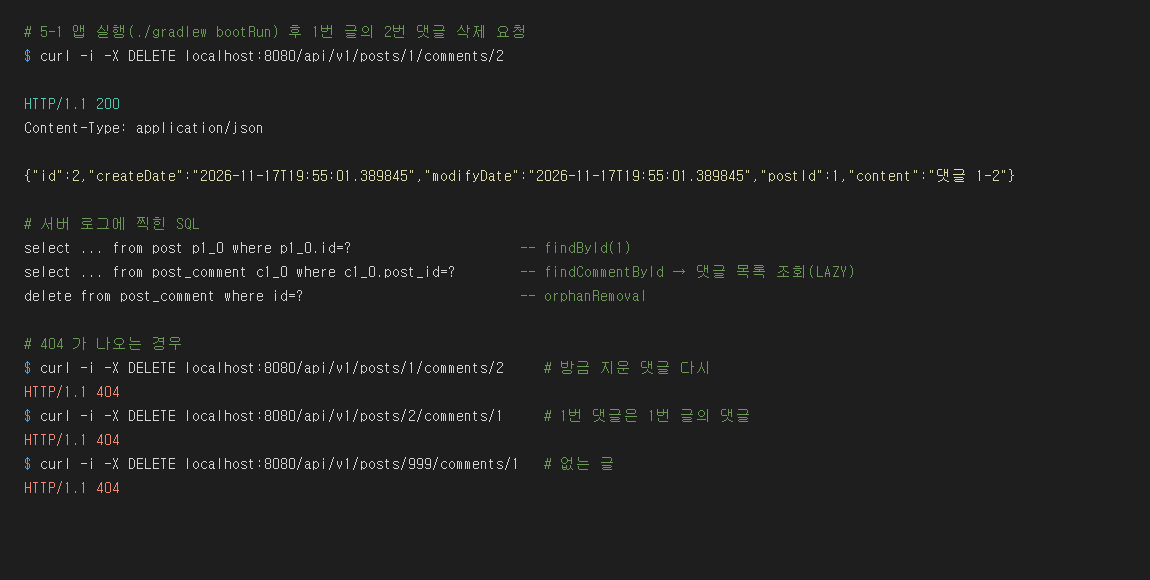 # 5-1 앱 실행(./gradlew bootRun) 후 1번 글의 2번 댓글 삭제 요청
$ curl -i -X DELETE localhost:8080/api/v1/posts/1/comments/2
HTTP/1.1 200
Content-Type: application/json
{"id":2,"createDate":"2026-11-17T19:55:01.389845","modifyDate":"2026-11-17T19:55:01.389845","postId":1,"content":"댓글 1-2"}
# 서버 로그에 찍힌 SQL
select ... from post p1_0 where p1_0.id=? -- findById(1)
select ... from post_comment c1_0 where c1_0.post_id=? -- findCommentById → 댓글 목록 조회(LAZY)
delete from post_comment where id=? -- orphanRemoval
# 404 가 나오는 경우
$ curl -i -X DELETE localhost:8080/api/v1/posts/1/comments/2 # 방금 지운 댓글 다시
HTTP/1.1 404
$ curl -i -X DELETE localhost:8080/api/v1/posts/2/comments/1 # 1번 댓글은 1번 글의 댓글
HTTP/1.1 404
$ curl -i -X DELETE localhost:8080/api/v1/posts/999/comments/1 # 없는 글
HTTP/1.1 404